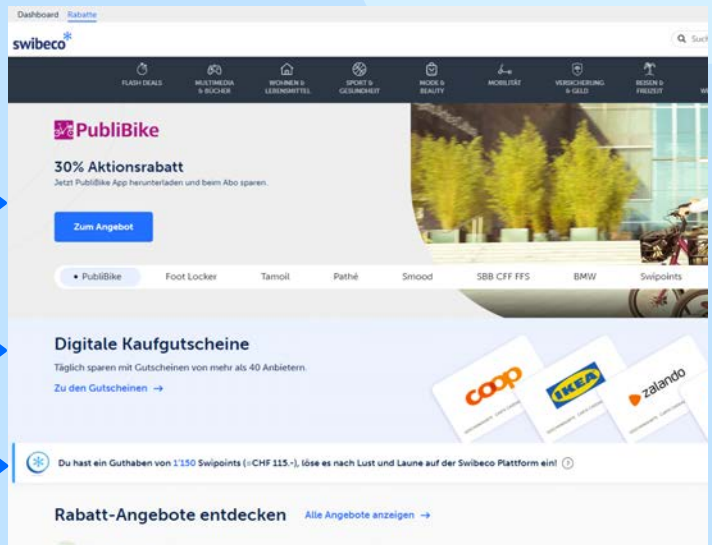 Dashboard Rabatte
swibeco*
FLASH DEALS
MULTIMEDIA
& BÜCHER
WOHNEN &
LEBENSMITTEL
SPORT &
GESUNDHEIT
MODE &
BEAUTY
MOBILITÄT
VERSICHERUNG
& GELD
REISEN &
FREIZEIT
PubliBike
30% Aktionsrabatt
Jetzt PubliBike App herunterladen und beim Abo sparen.
Zum Angebot
• PubliBike Foot Locker Tamoil Pathé Smood SBB CFF FFS BMW Swipoints
Digitale Kaufgutscheine
Täglich sparen mit Gutscheinen von mehr als 40 Anbietern.
Zu den Gutscheinen →
coop
IKEA
zalando
Du hast ein Guthaben von 1'150 Swipoints (=CHF 115.-), löse es nach Lust und Laune auf der Swibeco Plattform ein!
Rabatt-Angebote entdecken Alle Angebote anzeigen →